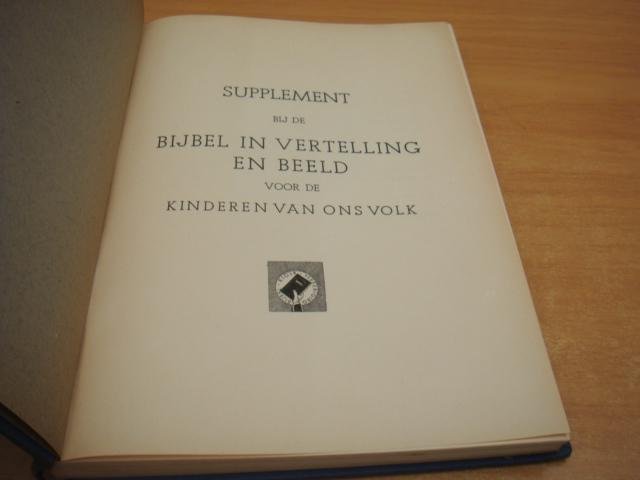 SUPPLEMENT
BIJ DE
BIJBEL IN VERTELLING
EN BEELD
VOOR DE
KINDEREN VAN ONS VOLK